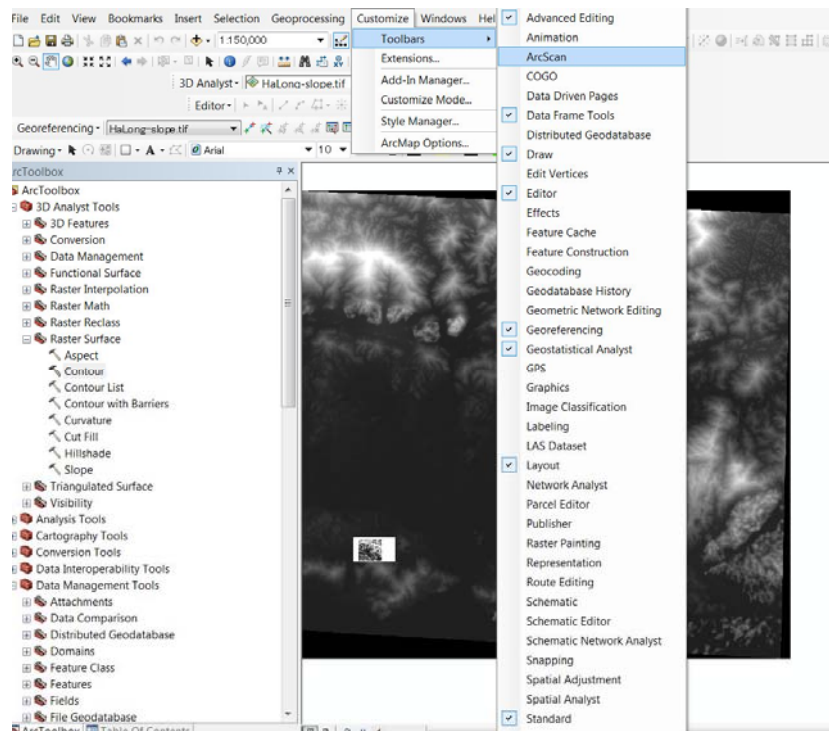 File Edit View Bookmarks Insert Selection Geoprocessing Customize Windows Hel
1:150,000
3D Analyst HaLong-slope.tif
Editor
Georeferencing HaLong-slope.tif
Drawing A Arial 10
Toolbars
Extensions...
Add-In Manager...
Customize Mode...
Style Manager...
ArcMap Options...
Advanced Editing
Animation
ArcScan
COGO
Data Driven Pages
Data Frame Tools
Distributed Geodatabase
Draw
Edit Vertices
Editor
Effects
Feature Cache
Feature Construction
Geocoding
Geodatabase History
Geometric Network Editing
Georeferencing
Geostatistical Analyst
GPS
Graphics
Image Classification
Labeling
LAS Dataset
Layout
Network Analyst
Parcel Editor
Publisher
Raster Painting
Representation
Route Editing
Schematic
Schematic Editor
Schematic Network Analyst
Snapping
Spatial Adjustment
Spatial Analyst
Standard
rcToolbox
ArcToolbox
3D Analyst Tools
3D Features
Conversion
Data Management
Functional Surface
Raster Interpolation
Raster Math
Raster Reclass
Raster Surface
Aspect
Contour
Contour List
Contour with Barriers
Curvature
Cut Fill
Hillshade
Slope
Triangulated Surface
Visibility
Analysis Tools
Cartography Tools
Conversion Tools
Data Interoperability Tools
Data Management Tools
Attachments
Data Comparison
Distributed Geodatabase
Domains
Feature Class
Features
Fields
File Geodatabase
ArcToolbox Table Of Contents